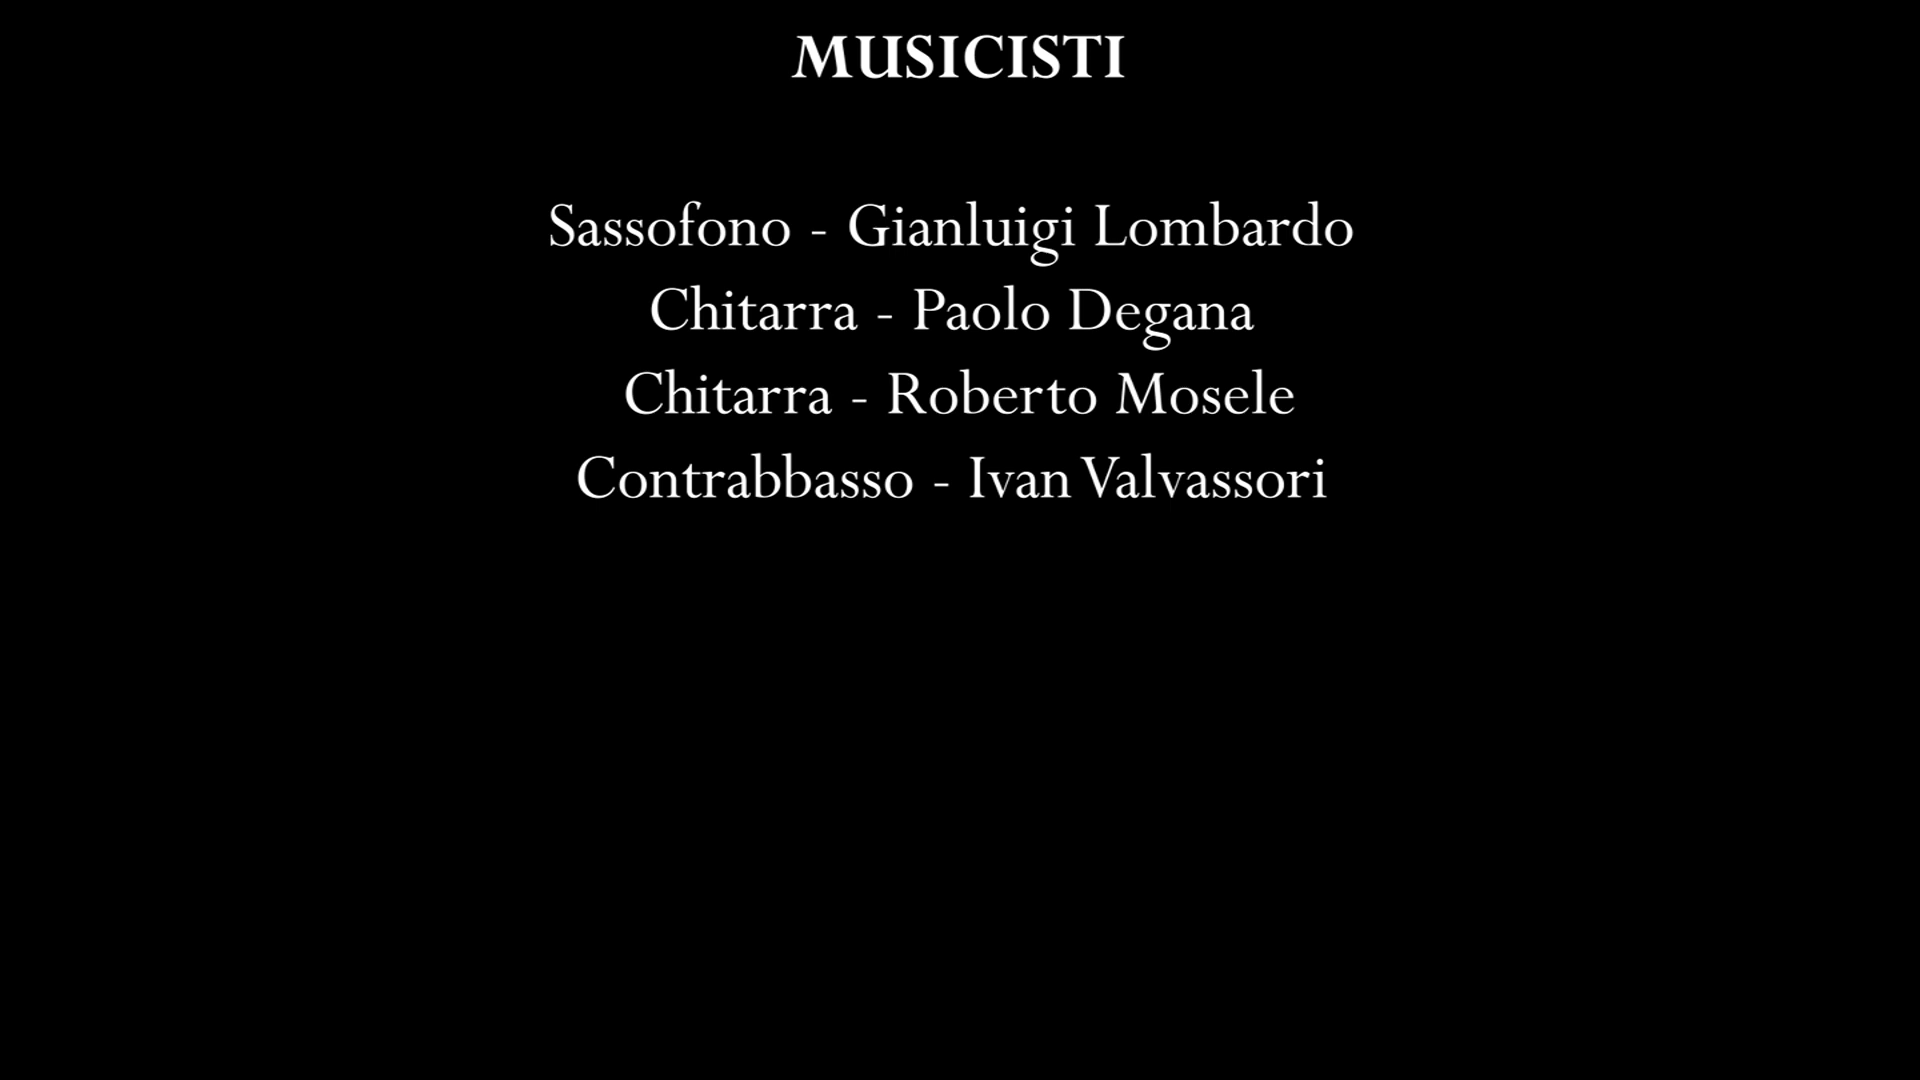 MUSICISTI
Sassofono - Gianluigi Lombardo
Chitarra - Paolo Degana
Chitarra - Roberto Mosele
Contrabbasso - Ivan Valvassori